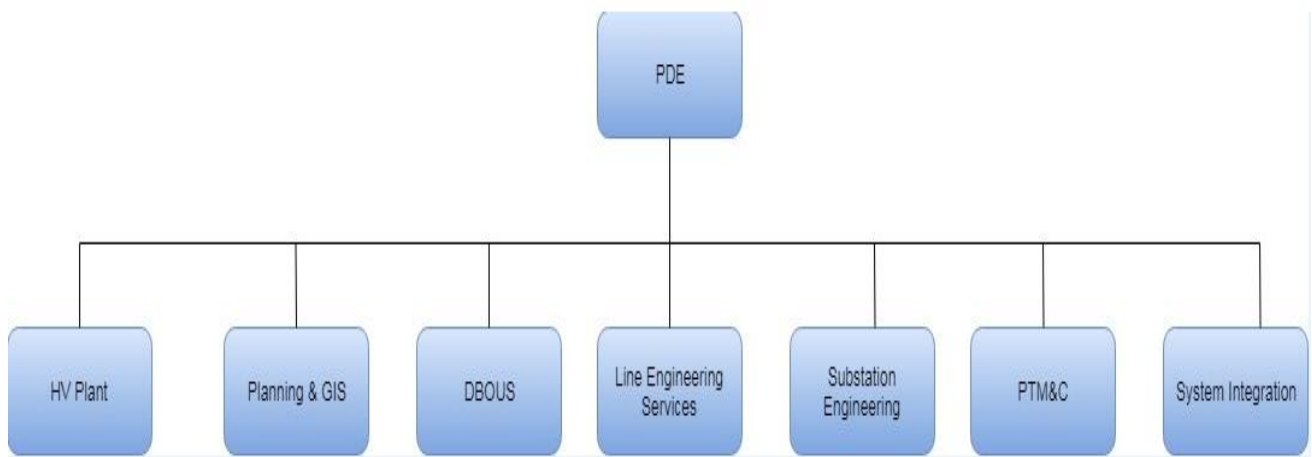 PDE
HV Plant
Planning & GIS
DBOUS
Line Engineering
Services
Substation
Engineering
PTM&C
System Integration